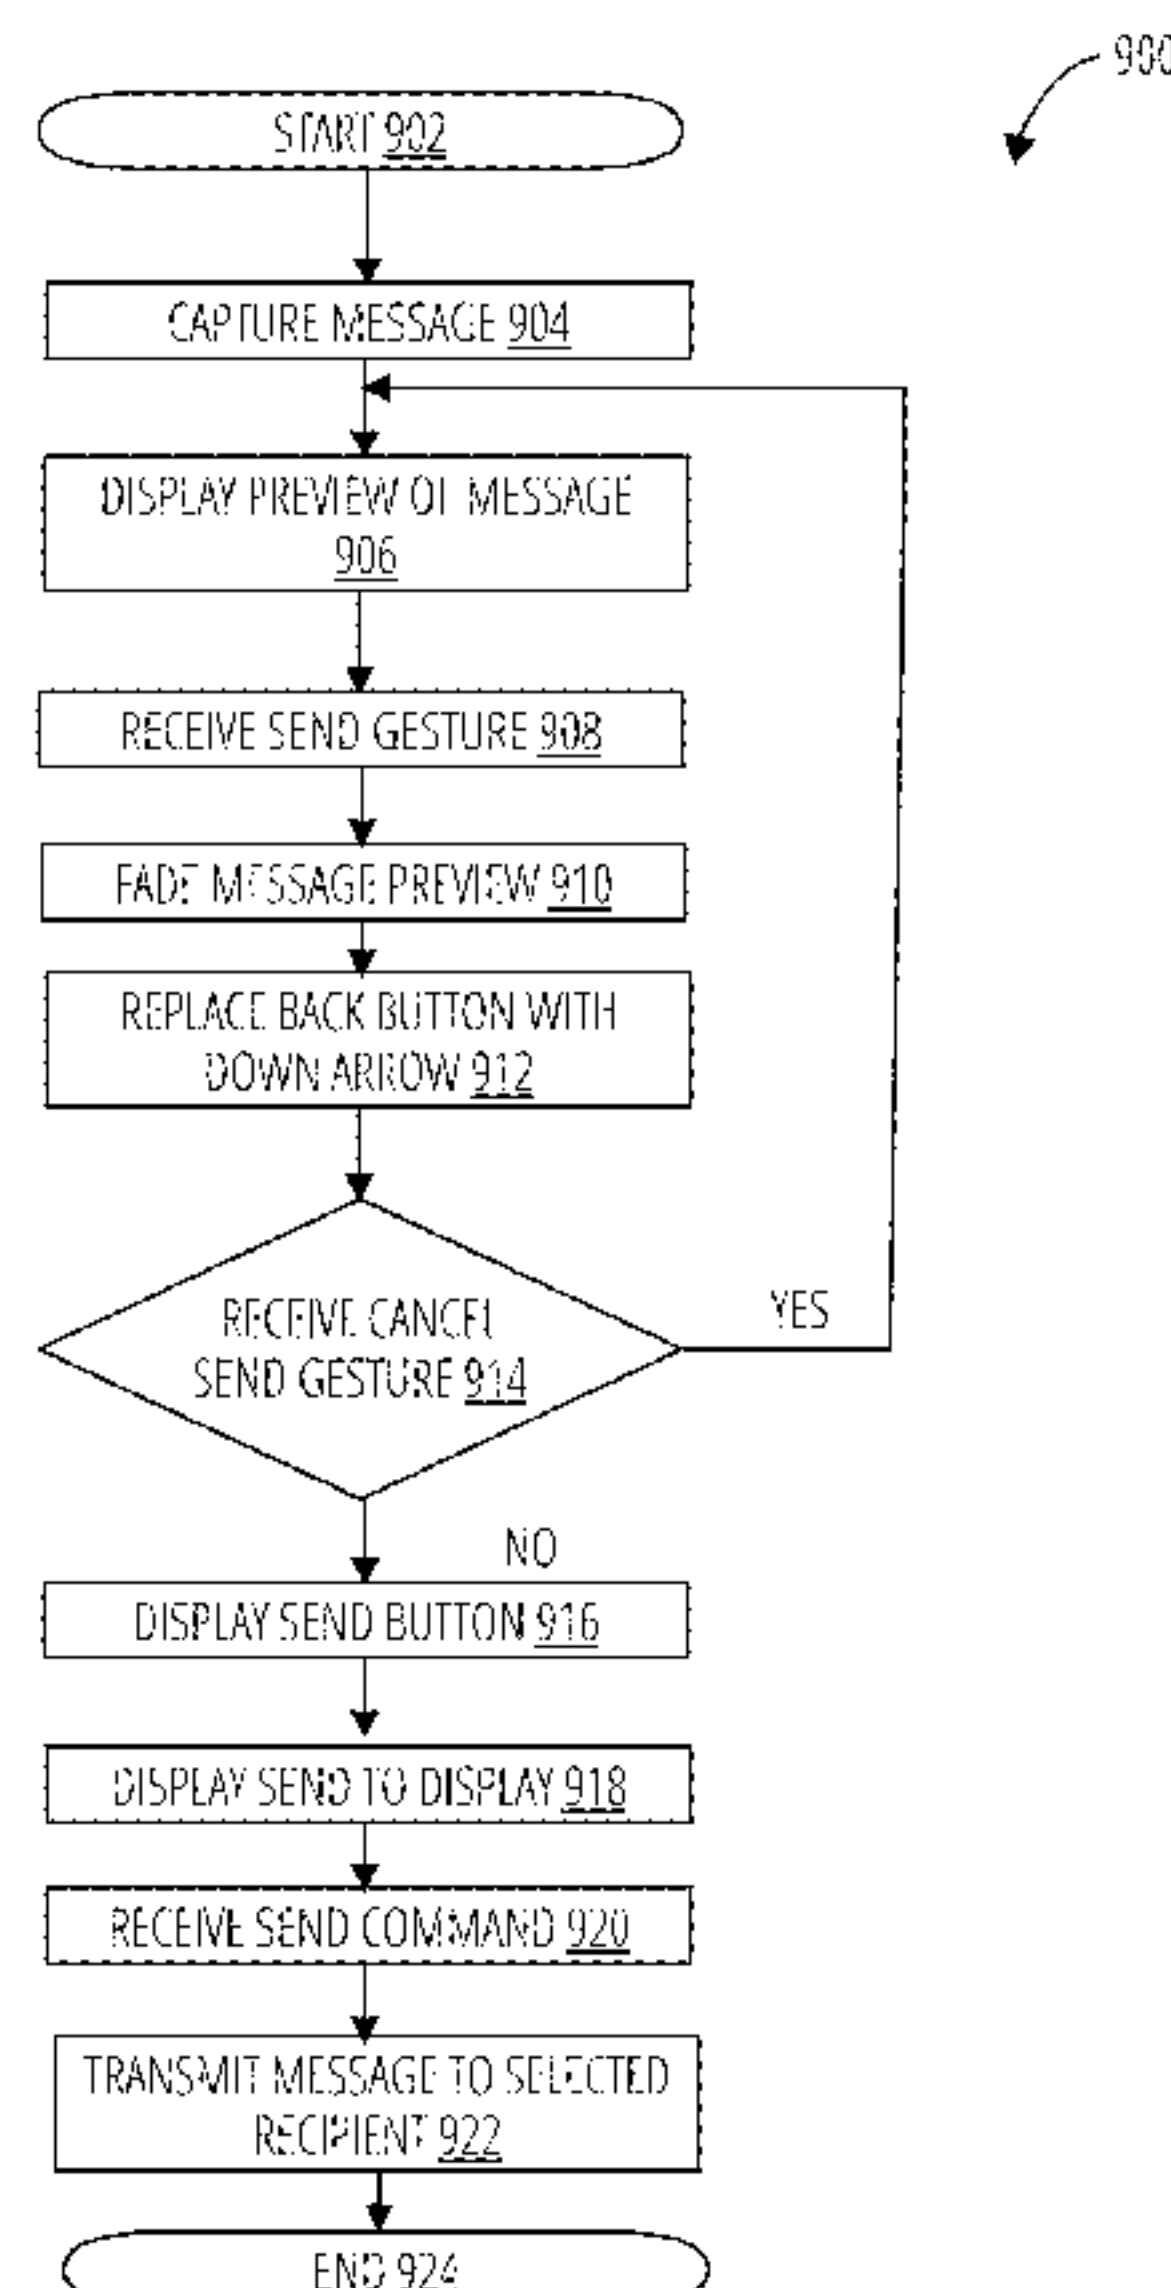 900
START 902
CAPTURE MESSAGE 904
DISPLAY PREVIEW OF MESSAGE
906
RECEIVE SEND GESTURE 908
FADE MESSAGE PREVIEW 910
REPLACE BACK BUTTON WITH
DOWN ARROW 912
RECEIVE CANCEL
SEND GESTURE 914
YES
NO
DISPLAY SEND BUTTON 916
DISPLAY SEND TO DISPLAY 918
RECEIVE SEND COMMAND 920
TRANSMIT MESSAGE TO SELECTED
RECIPIENT 922
END 924